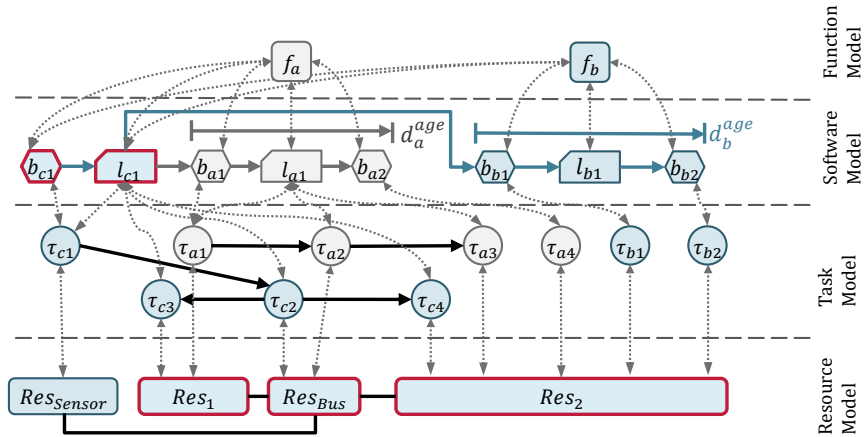 f_a f_b
Function Model
d_a^age d_b^age
b_c1 l_c1 b_a1 l_a1 b_a2 b_b1 l_b1 b_b2
Software Model
τ_c1 τ_a1 τ_a2 τ_a3 τ_a4 τ_b1 τ_b2
τ_c3 τ_c2 τ_c4
Task Model
Res_Sensor Res_1 Res_Bus Res_2
Resource Model